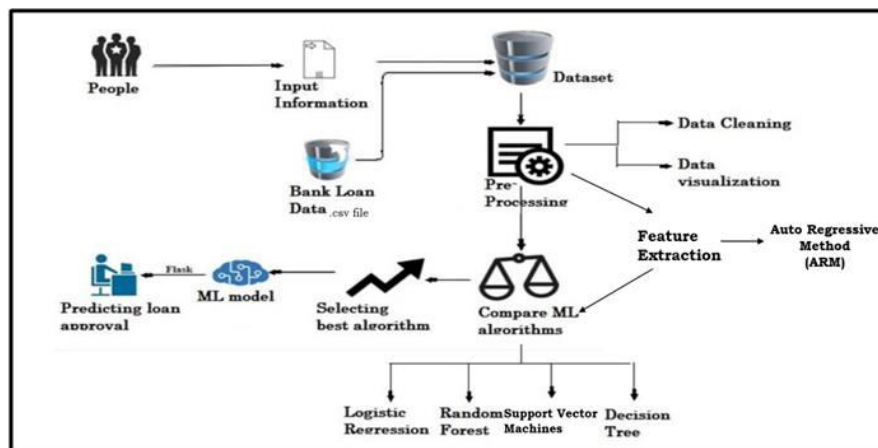 People
Input
Information
Dataset
Bank Loan
Data .csv file
Pre-
Processing
Data Cleaning
Data
visualization
Feature
Extraction
Auto Regressive
Method
(ARM)
Compare ML
algorithms
Selecting
best algorithm
ML model
Flask
Predicting loan
approval
Logistic
Regression
Random
Forest
Support Vector
Machines
Decision
Tree